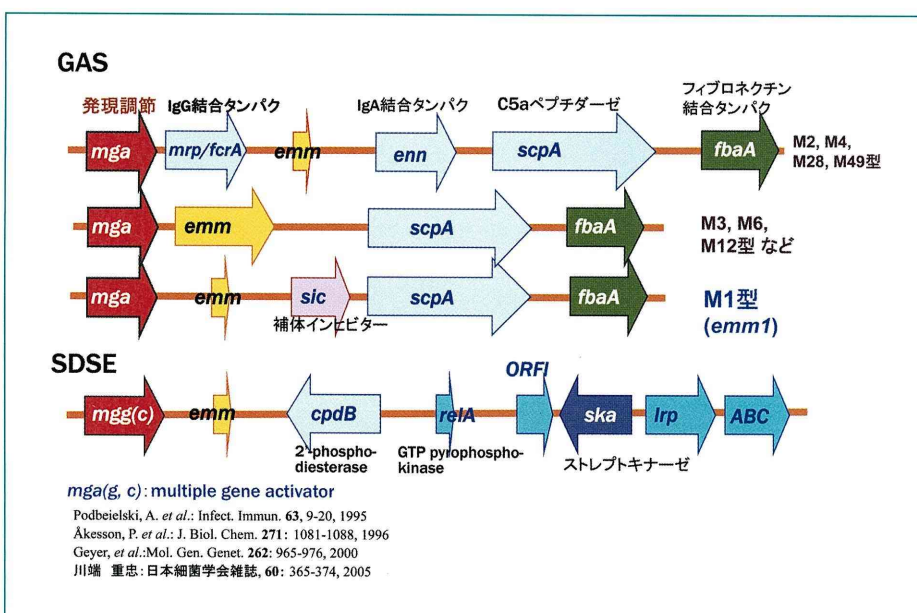 GAS
発現調節 IgG結合タンパク IgA結合タンパク C5aペプチダーゼ フィブロネクチン
結合タンパク
mga mrp/fcrA emm enn scpA fbaA M2, M4,
M28, M49型
mga emm scpA fbaA M3, M6,
M12型 など
mga emm sic scpA fbaA M1型
(emm1)
補体インヒビター
SDSE
ORFI
mgg(c) emm cpdB relA ska lrp ABC
2'-phospho-
diesterase
GTP pyrophospho-
kinase
ストレプトキナーゼ
mga(g, c): multiple gene activator
Podbeielski, A. et al.: Infect. Immun. 63, 9-20, 1995
Åkesson, P. et al.: J. Biol. Chem. 271: 1081-1088, 1996
Geyer, et al.:Mol. Gen. Genet. 262: 965-976, 2000
川端 重忠: 日本細菌学会雑誌, 60: 365-374, 2005